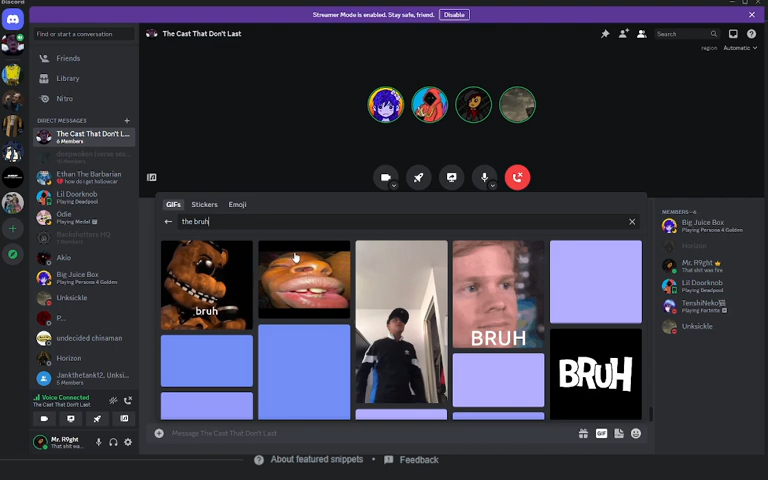 Discord
Streamer Mode is enabled. Stay safe, friend. Disable
Find or start a conversation
The Cast That Don't Last
Search
region Automatic
Friends
Library
Nitro
DIRECT MESSAGES
The Cast That Don't L...
6 Members
Ethan The Barbarian
how do i get hollowcar
Lil Doorknob
Playing Deadpool
Odie
Playing Medal
Backshotters HQ
Akio
Big Juice Box
Playing Persona 4 Golden
Unksickle
P...
undecided chinaman
Horizon
Jankthetank12, Unksi...
5 Members
Voice Connected
The Cast That Don't Last
Mr. R9ght
That shit wa...
GIFs Stickers Emoji
the bruh
bruh
BRUH
BRUH
Message The Cast That Don't Last
GIF
MEMBERS—6
Big Juice Box
Playing Persona 4 Golden
Horizon
Mr. R9ght
That shit was fire
Lil Doorknob
Playing Deadpool
Playing Fortnite
Unksickle
About featured snippets • Feedback